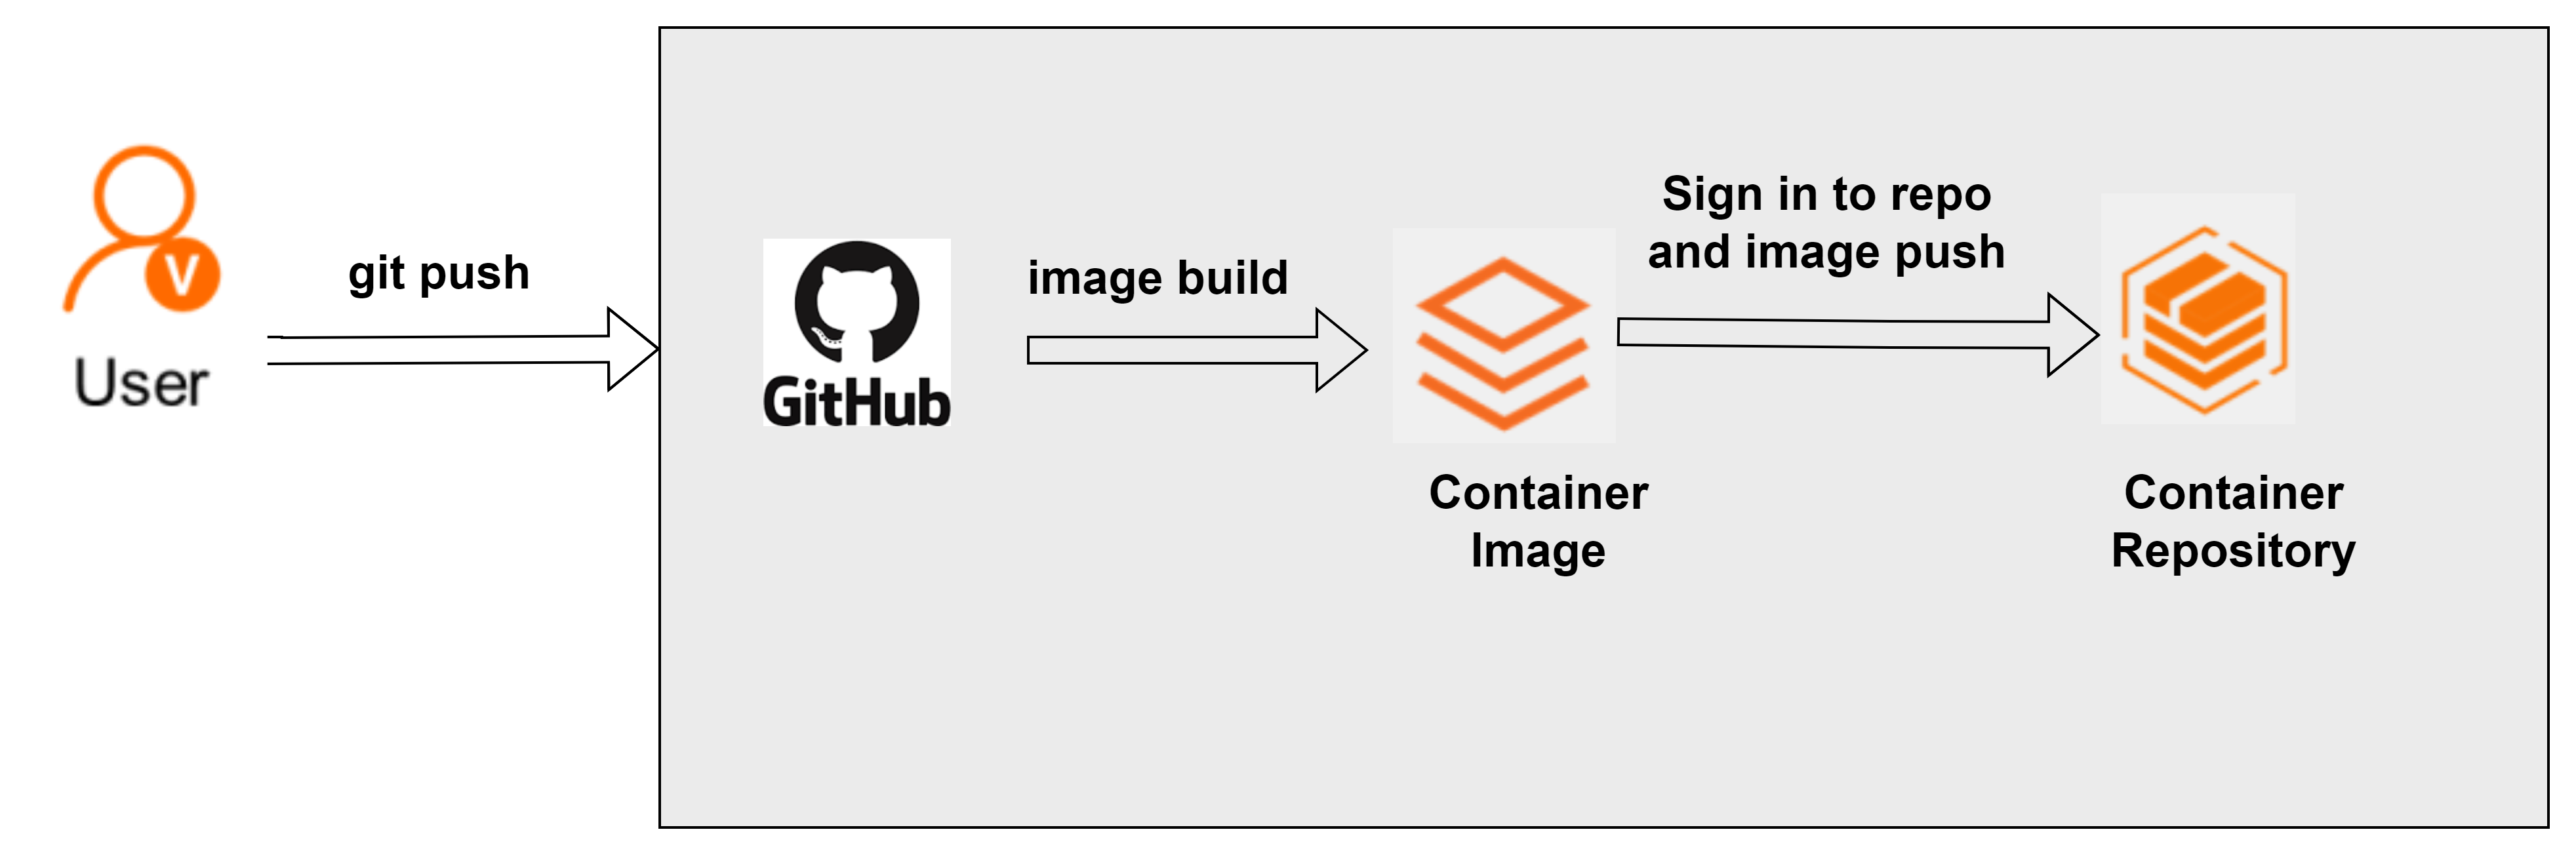 User
git push
V
GitHub
image build
Container
Image
Sign in to repo
and image push
Container
Repository